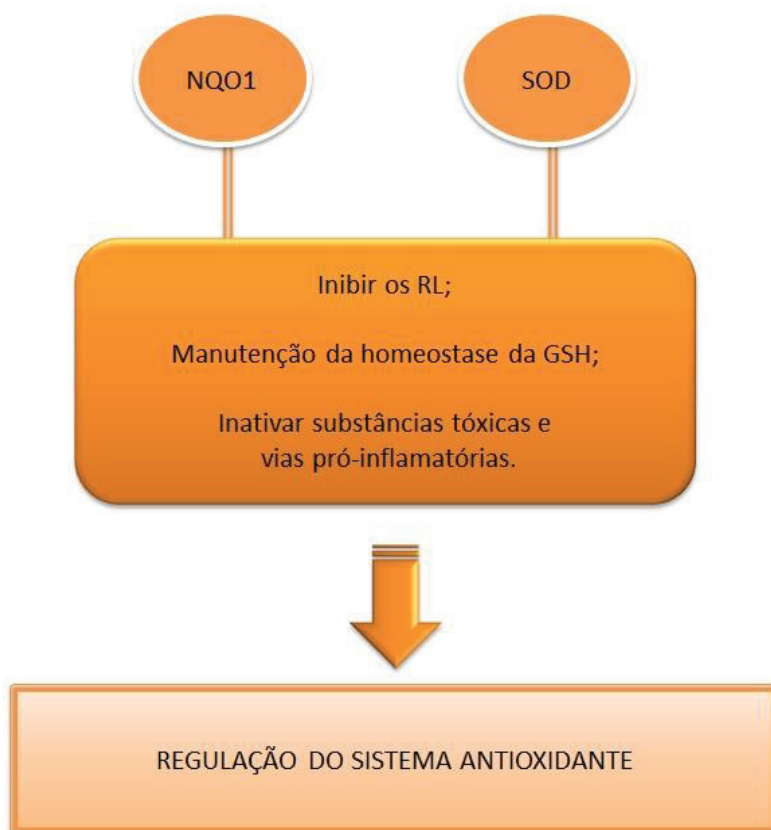 NQO1
SOD
Inibir os RL;
Manutenção da homeostase da GSH;
Inativar substâncias tóxicas e
vias pró-inflamatórias.
REGULAÇÃO DO SISTEMA ANTIOXIDANTE